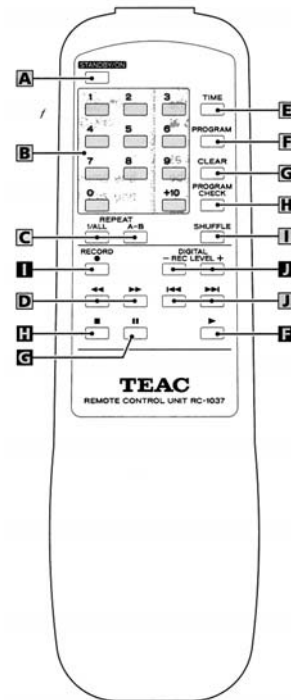 STANDBY/ON
A
1 2 3 TIME E
4 5 6 PROGRAM F
B
7 8 9 CLEAR G
PROGRAM
CHECK H
0 +10
REPEAT
C 1/ALL A-B SHUFFLE I
RECORD DIGITAL
I ● − REC LEVEL + J
D ◀◀ ▶▶ I◀◀ ▶▶I J
H ■ II ▶ F
G
TEAC
REMOTE CONTROL UNIT RC-1037